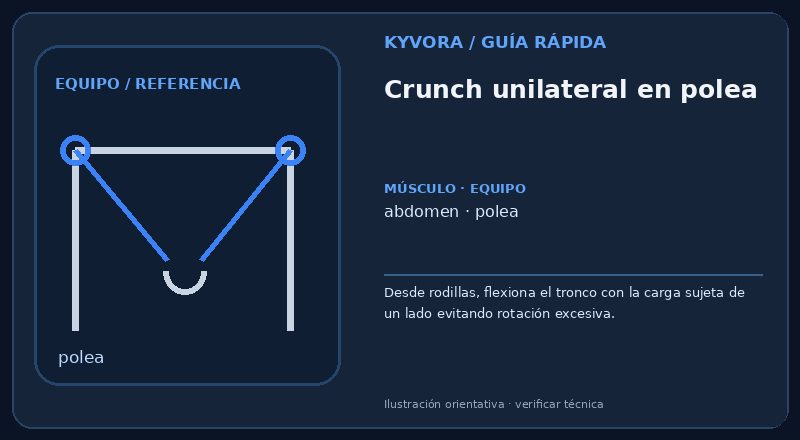 EQUIPO / REFERENCIA
polea
KYVORA / GUÍA RÁPIDA
Crunch unilateral en polea
MÚSCULO · EQUIPO
abdomen · polea
Desde rodillas, flexiona el tronco con la carga sujeta de
un lado evitando rotación excesiva.
Ilustración orientativa · verificar técnica